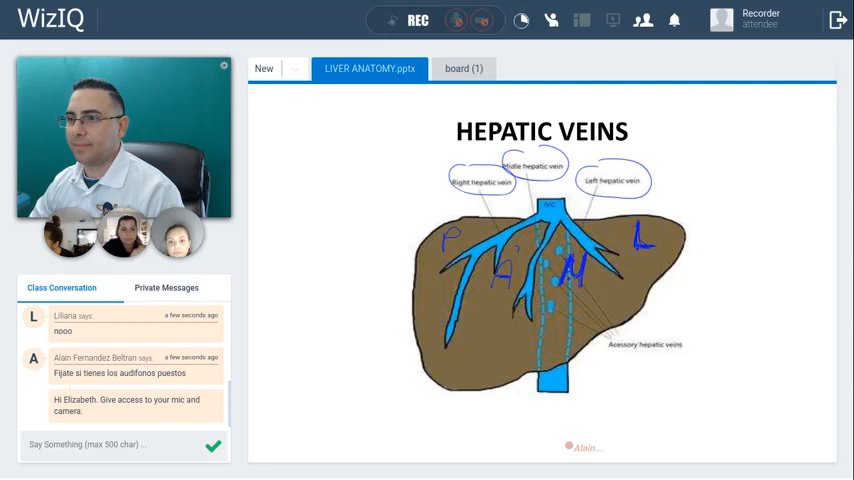 WizIQ
REC
Recorder
attendee
New
LIVER ANATOMY.pptx
board (1)
HEPATIC VEINS
Midle hepatic vein
Right hepatic vein
Left hepatic vein
IVC
P
A
M
L
Acessory hepatic veins
Alain...
Class Conversation
Private Messages
L
Liliana says:
a few seconds ago
nooo
A
Alain Fernandez Beltran says:
a few seconds ago
Fijate si tienes los audifonos puestos
Hi Elizabeth. Give access to your mic and
camera.
Say Something (max 500 char) ...